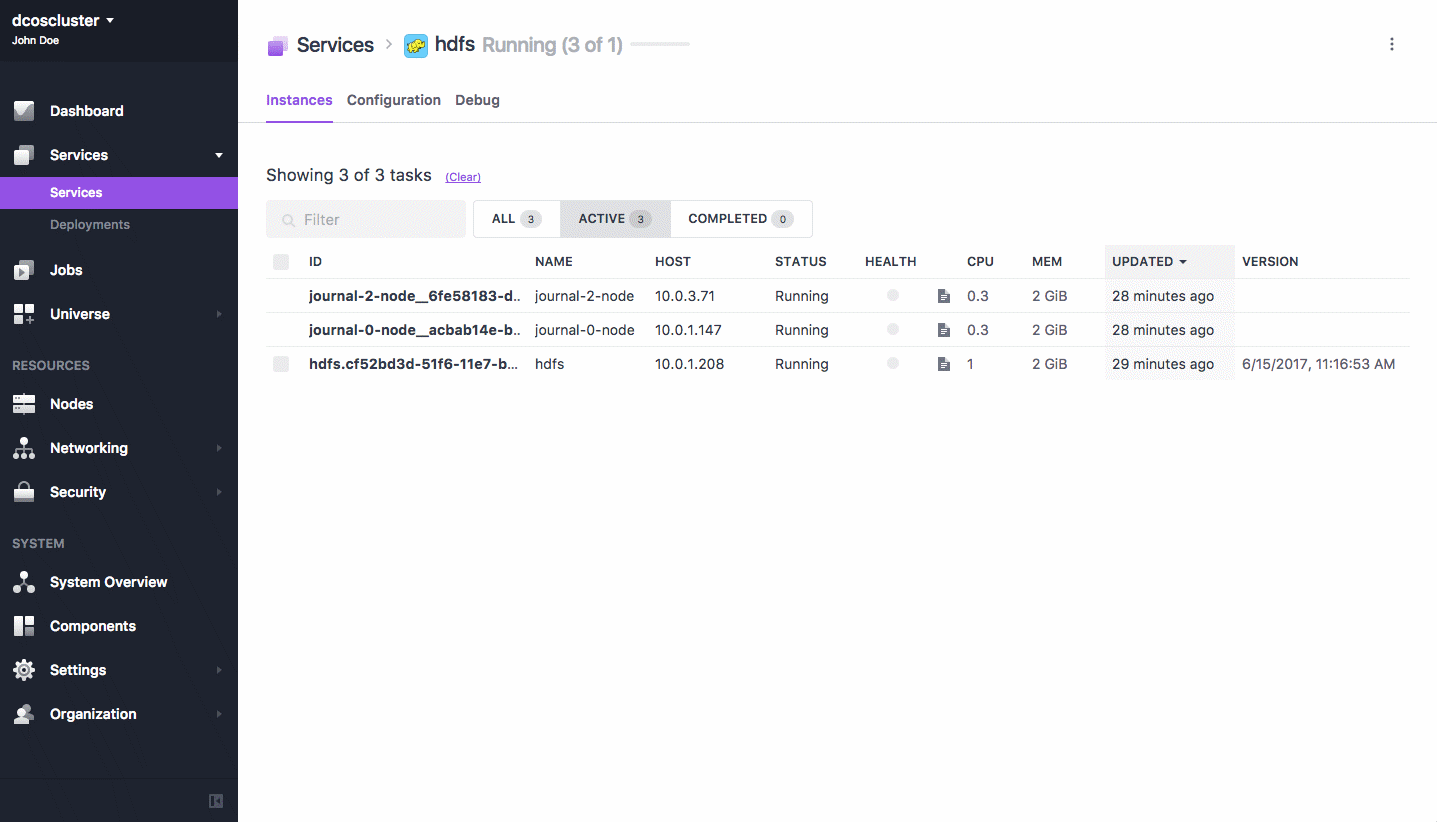 dcoscluster
John Doe
Dashboard
Services
Services
Deployments
Jobs
Universe
RESOURCES
Nodes
Networking
Security
SYSTEM
System Overview
Components
Settings
Organization
Services > hdfs Running (3 of 1)
Instances Configuration Debug
Showing 3 of 3 tasks (Clear)
Filter ALL 3 ACTIVE 3 COMPLETED 0
ID NAME HOST STATUS HEALTH CPU MEM UPDATED VERSION
journal-2-node__6fe58183-d.. journal-2-node 10.0.3.71 Running 0.3 2 GiB 28 minutes ago
journal-0-node__acbab14e-b.. journal-0-node 10.0.1.147 Running 0.3 2 GiB 28 minutes ago
hdfs.cf52bd3d-51f6-11e7-b... hdfs 10.0.1.208 Running 1 2 GiB 29 minutes ago 6/15/2017, 11:16:53 AM